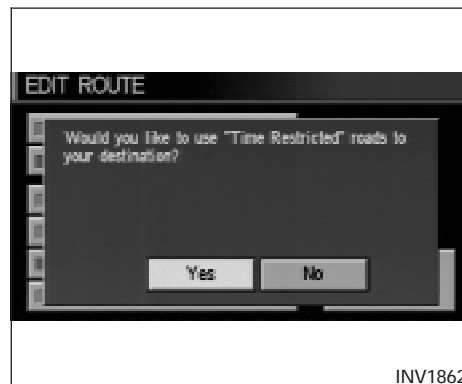 EDIT ROUTE
Would you like to use "Time Restricted" roads to
your destination?
Yes
No
INV1862